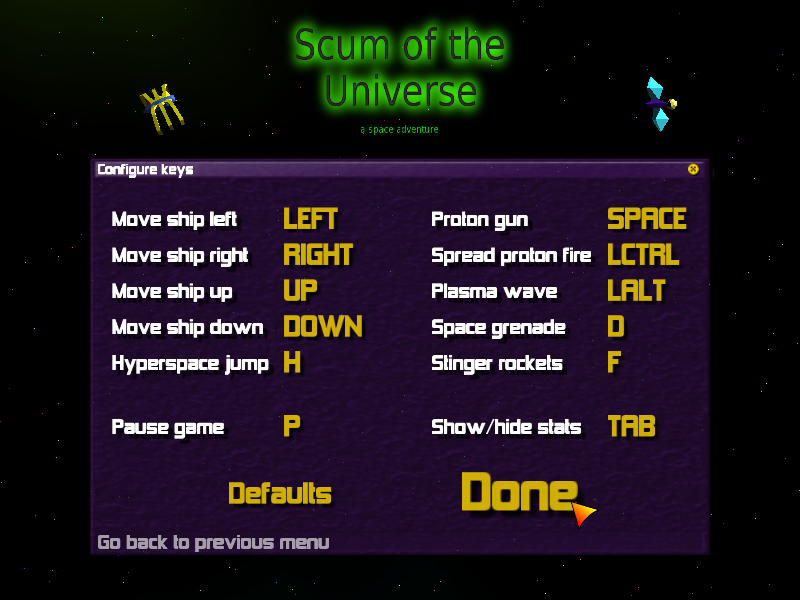 Scum of the
Universe
a space adventure
Configure keys
Move ship left LEFT
Move ship right RIGHT
Move ship up UP
Move ship down DOWN
Hyperspace jump H
Pause game P
Proton gun SPACE
Spread proton fire LCTRL
Plasma wave LALT
Space grenade D
Stinger rockets F
Show/hide stats TAB
Defaults
Done
Go back to previous menu